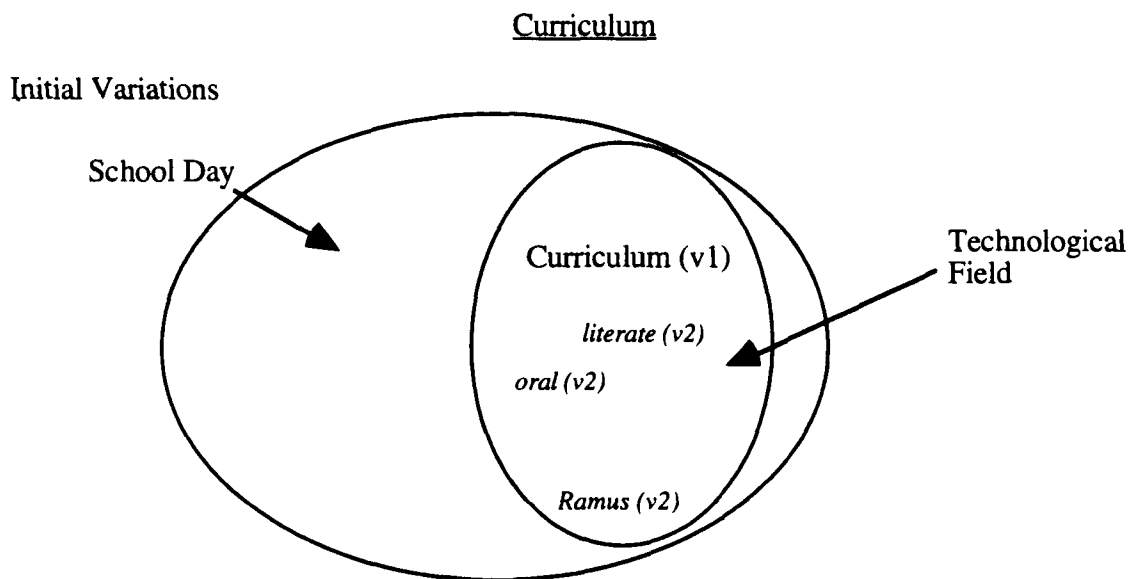 Curriculum
Initial Variations
School Day
Curriculum (v1)
Technological
Field
literate (v2)
oral (v2)
Ramus (v2)